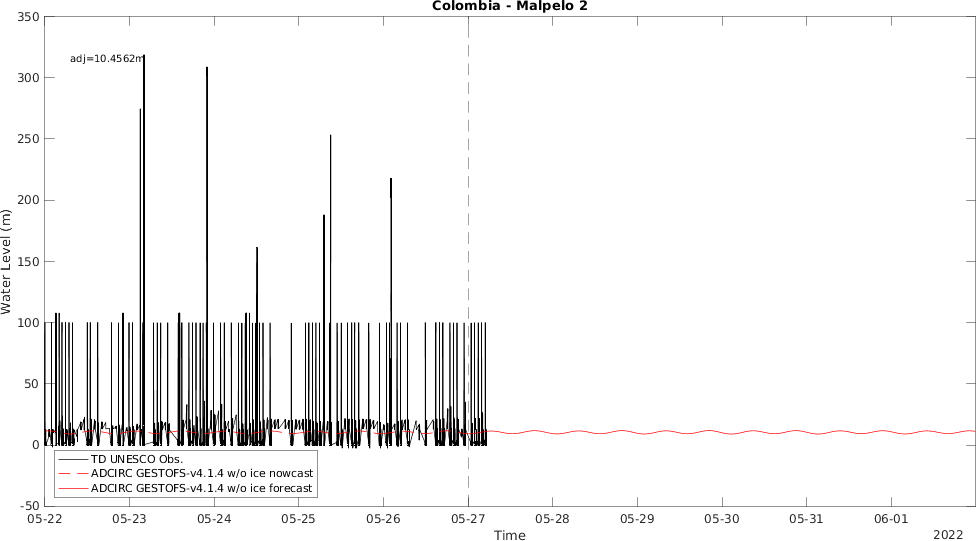 Colombia - Malpelo 2
350
adj=10.4562m
300
250
200
150
100
50
0
-50
Water Level (m)
TD UNESCO Obs.
ADCIRC GESTOFS-v4.1.4 w/o ice nowcast
ADCIRC GESTOFS-v4.1.4 w/o ice forecast
05-22 05-23 05-24 05-25 05-26 05-27 05-28 05-29 05-30 05-31 06-01
Time
2022